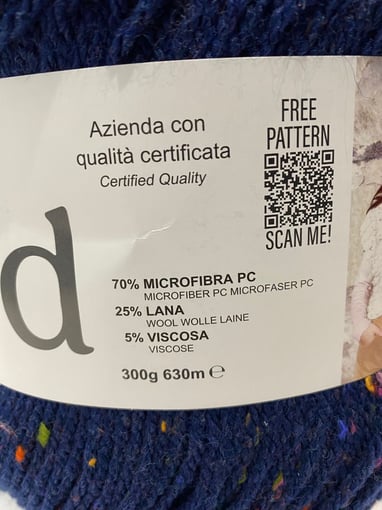 Azienda con
qualità certificata
Certified Quality
FREE
PATTERN
SCAN ME!
d
70% MICROFIBRA PC
MICROFIBER PC MICROFASER PC
25% LANA
WOOL WOLLE LAINE
5% VISCOSA
VISCOSE
300g 630m ℮